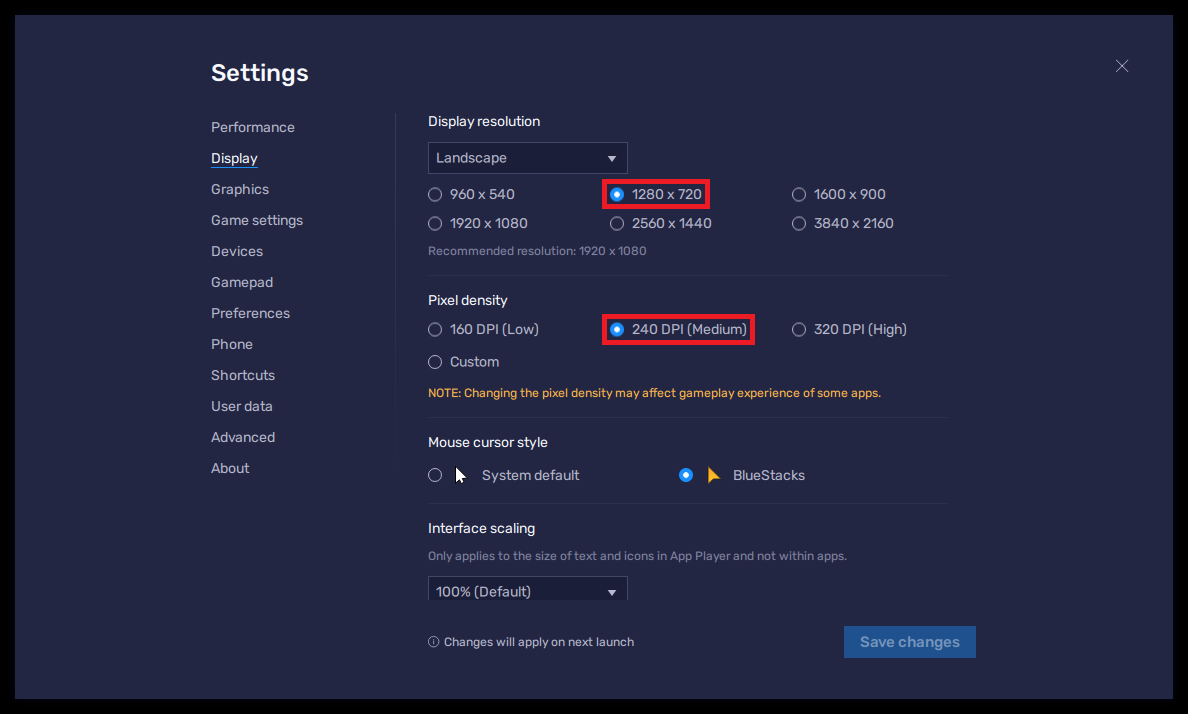 Settings
Performance
Display
Graphics
Game settings
Devices
Gamepad
Preferences
Phone
Shortcuts
User data
Advanced
About
Display resolution
Landscape
960 x 540
1280 x 720
1600 x 900
1920 x 1080
2560 x 1440
3840 x 2160
Recommended resolution: 1920 x 1080
Pixel density
160 DPI (Low)
240 DPI (Medium)
320 DPI (High)
Custom
NOTE: Changing the pixel density may affect gameplay experience of some apps.
Mouse cursor style
System default
BlueStacks
Interface scaling
Only applies to the size of text and icons in App Player and not within apps.
100% (Default)
Changes will apply on next launch
Save changes